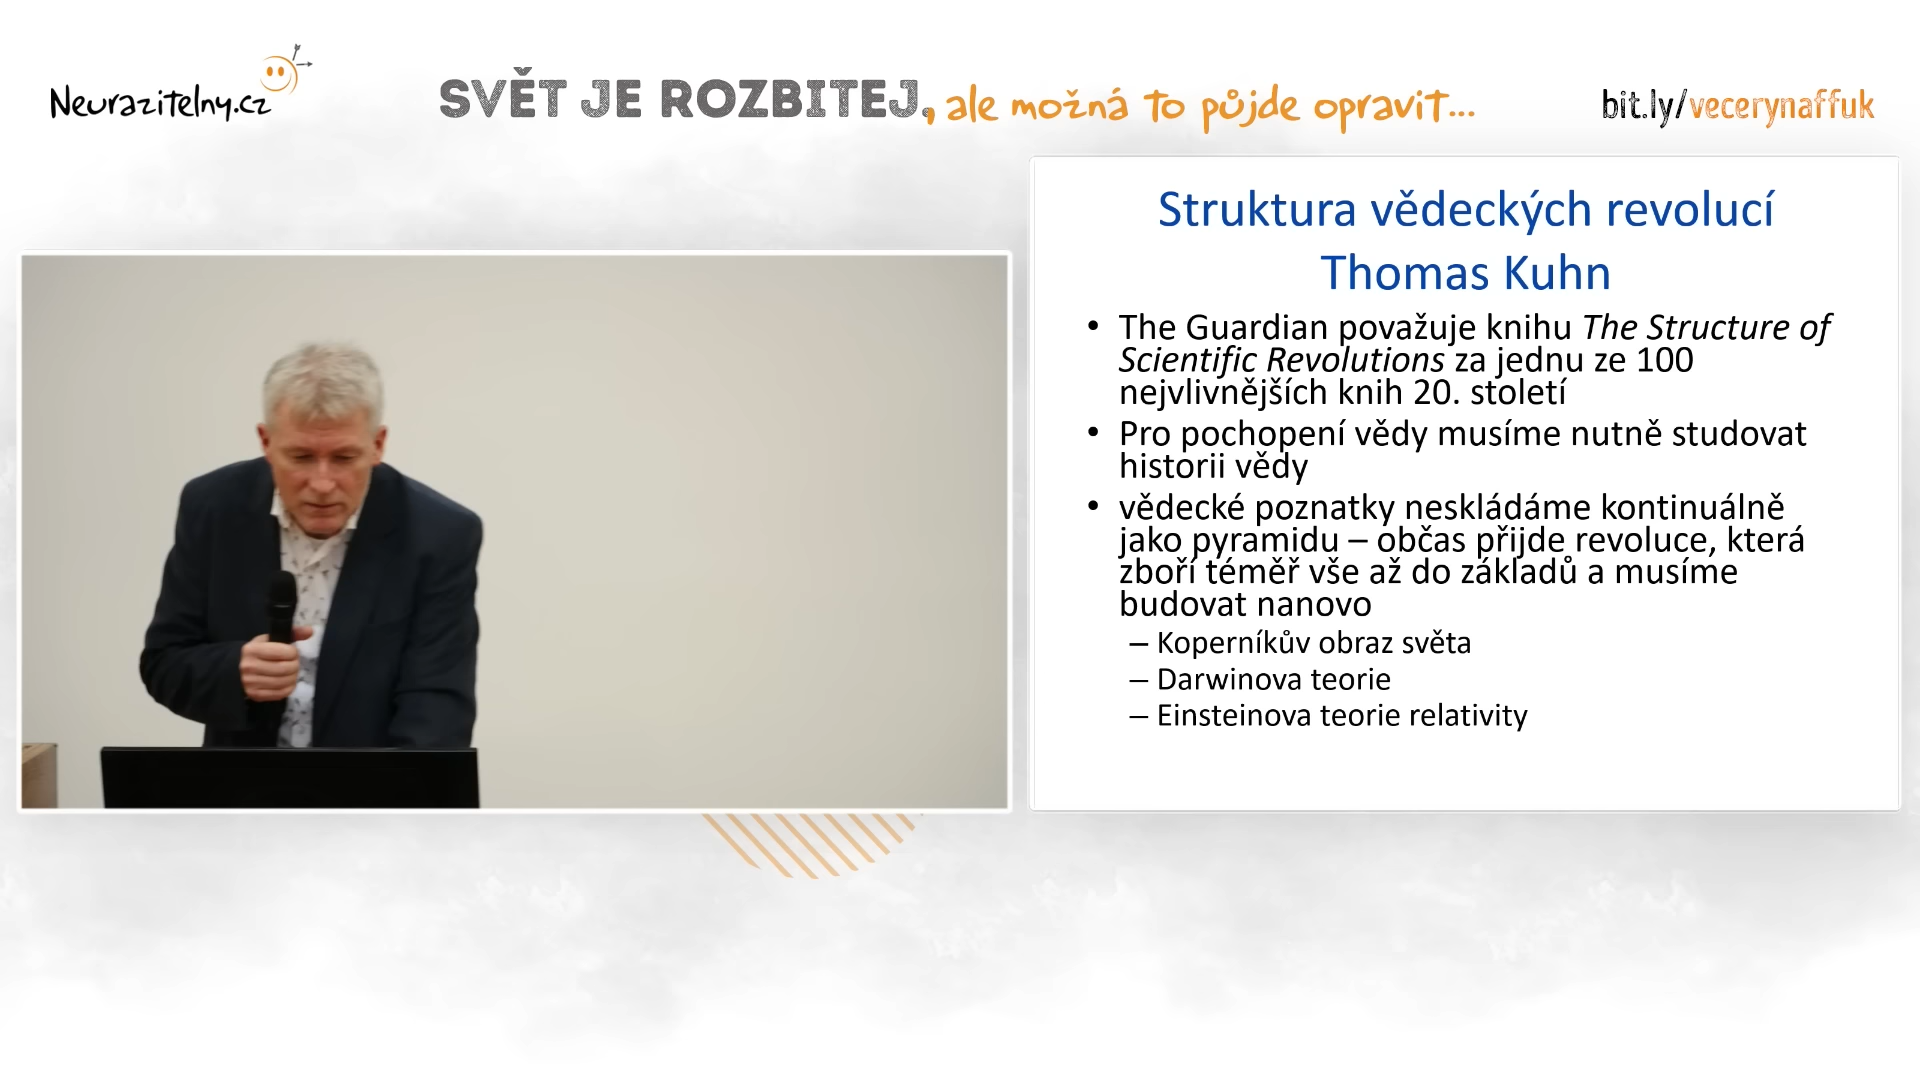 Neurazitelny.cz
SVĚT JE ROZBITEJ, ale možná to půjde opravit...
bit.ly/vecerynaffuk
Struktura vědeckých revolucí
Thomas Kuhn
• The Guardian považuje knihu The Structure of
Scientific Revolutions za jednu ze 100
nejvlivnějších knih 20. století
• Pro pochopení vědy musíme nutně studovat
historii vědy
• vědecké poznatky neskládáme kontinuálně
jako pyramidu – občas přijde revoluce, která
zboří téměř vše až do základů a musíme
budovat nanovo
– Koperníkův obraz světa
– Darwinova teorie
– Einsteinova teorie relativity